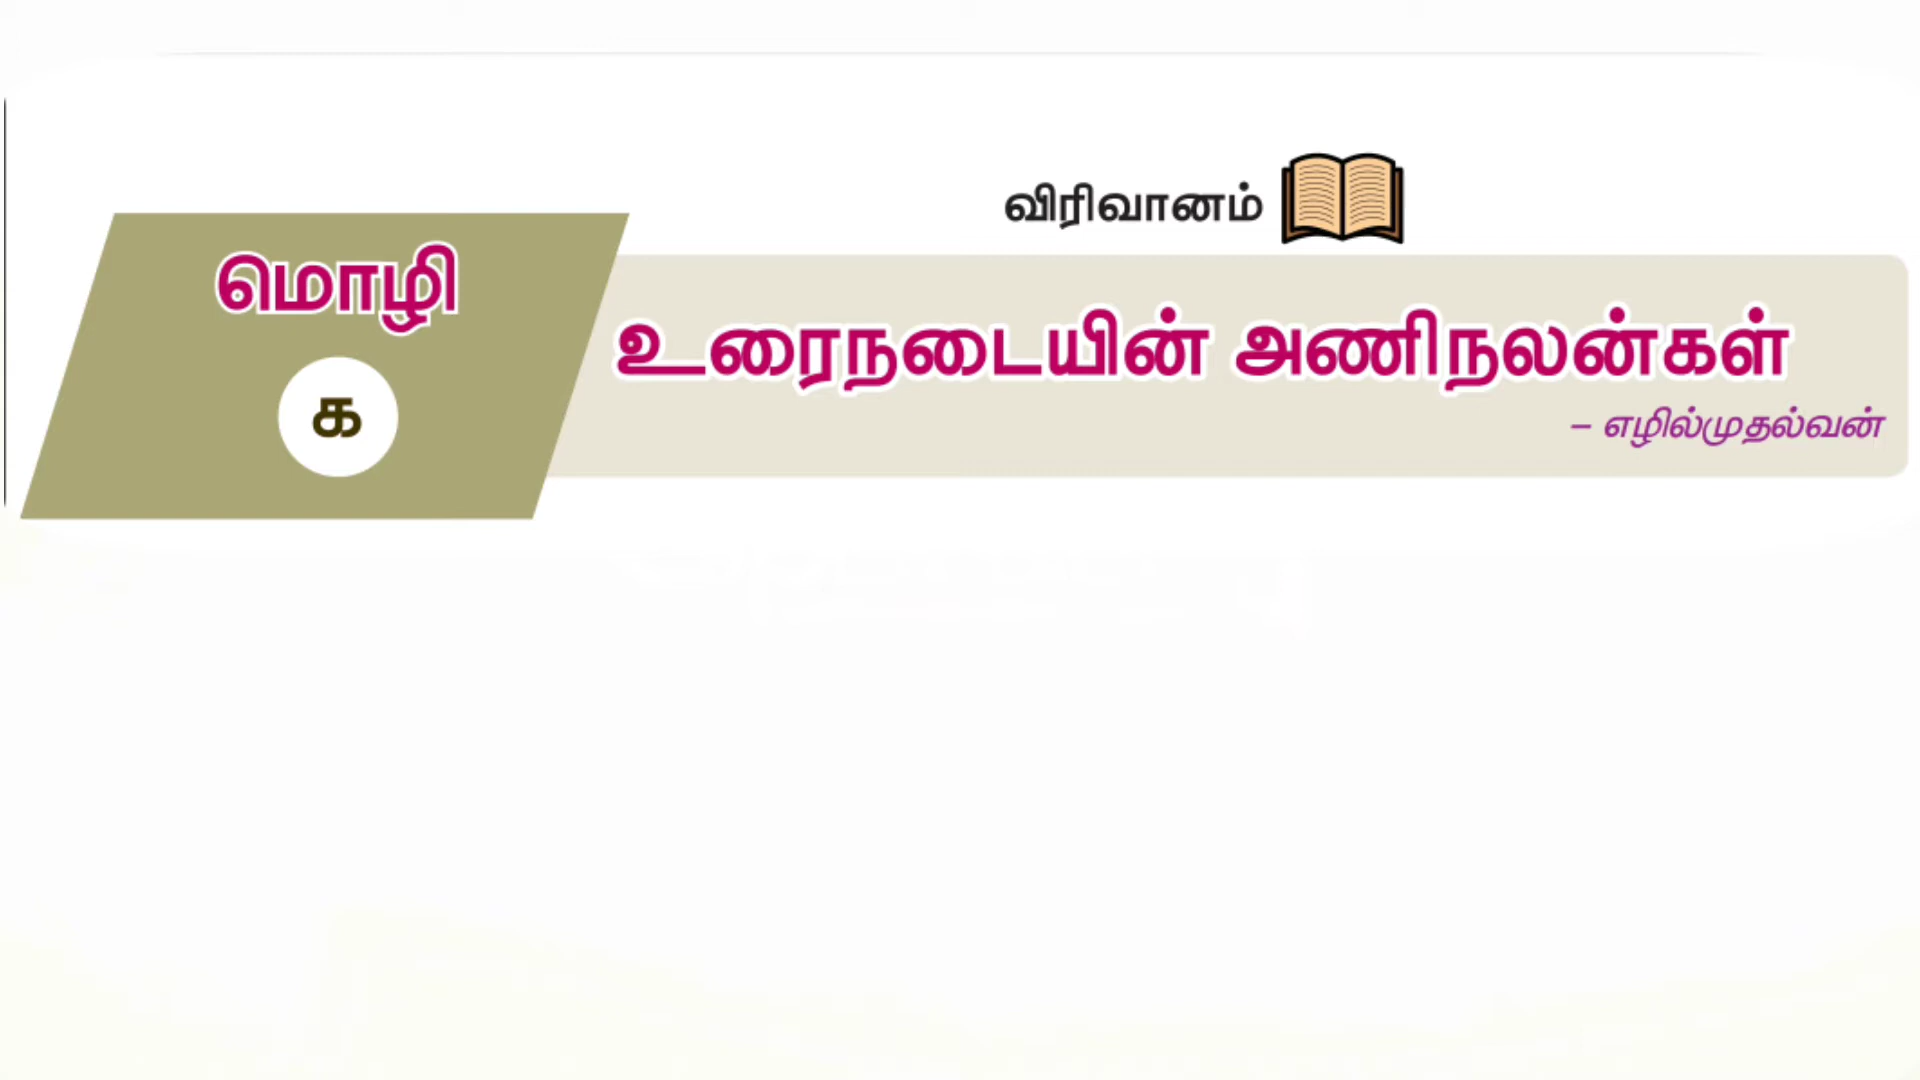 விரிவானம்
மொழி
க
உரைநடையின் அணிநலன்கள்
– எழில்முதல்வன்